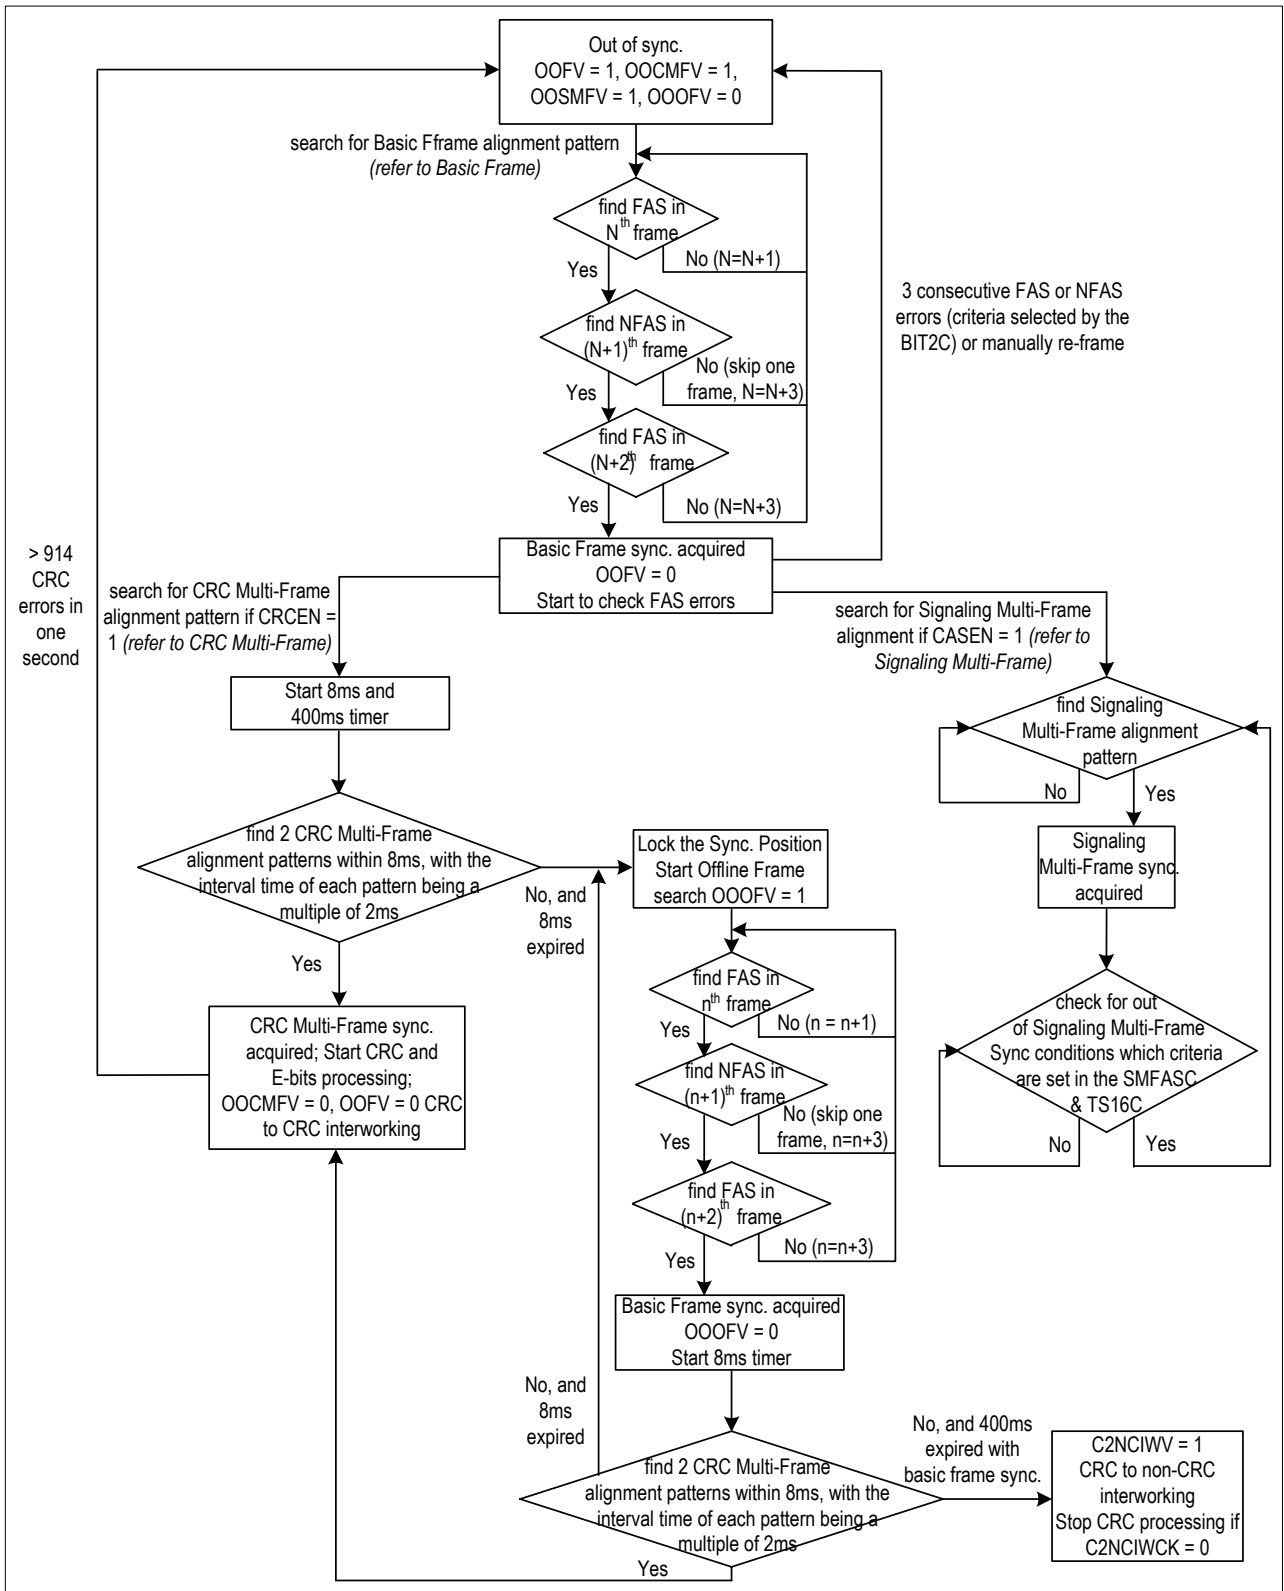 Out of sync.
OOFV = 1, OOCMFV = 1,
OOSMFV = 1, OOOFV = 0
search for Basic Fframe alignment pattern
(refer to Basic Frame)
find FAS in
Nth frame
No (N=N+1)
Yes
find NFAS in
(N+1)th frame
No (skip one
frame, N=N+3)
Yes
find FAS in
(N+2)th frame
No (N=N+3)
Yes
3 consecutive FAS or NFAS
errors (criteria selected by the
BIT2C) or manually re-frame
Basic Frame sync. acquired
OOFV = 0
Start to check FAS errors
> 914
CRC
errors in
one
second
search for CRC Multi-Frame
alignment pattern if CRCEN =
1 (refer to CRC Multi-Frame)
search for Signaling Multi-Frame
alignment if CASEN = 1 (refer to
Signaling Multi-Frame)
Start 8ms and
400ms timer
find Signaling
Multi-Frame alignment
pattern
No
Yes
Signaling
Multi-Frame sync.
acquired
check for out
of Signaling Multi-Frame
Sync conditions which criteria
are set in the SMFASC
& TS16C
No
Yes
find 2 CRC Multi-Frame
alignment patterns within 8ms, with the
interval time of each pattern being a
multiple of 2ms
No, and
8ms
expired
Yes
CRC Multi-Frame sync.
acquired; Start CRC and
E-bits processing;
OOCMFV = 0, OOFV = 0 CRC
to CRC interworking
Lock the Sync. Position
Start Offline Frame
search OOOFV = 1
find FAS in
nth frame
No (n = n+1)
Yes
find NFAS in
(n+1)th frame
No (skip one
frame, n=n+3)
Yes
find FAS in
(n+2)th frame
No (n=n+3)
Yes
Basic Frame sync. acquired
OOOFV = 0
Start 8ms timer
No, and
8ms
expired
find 2 CRC Multi-Frame
alignment patterns within 8ms, with the
interval time of each pattern being a
multiple of 2ms
Yes
No, and 400ms
expired with
basic frame sync.
C2NCIWV = 1
CRC to non-CRC
interworking
Stop CRC processing if
C2NCIWCK = 0